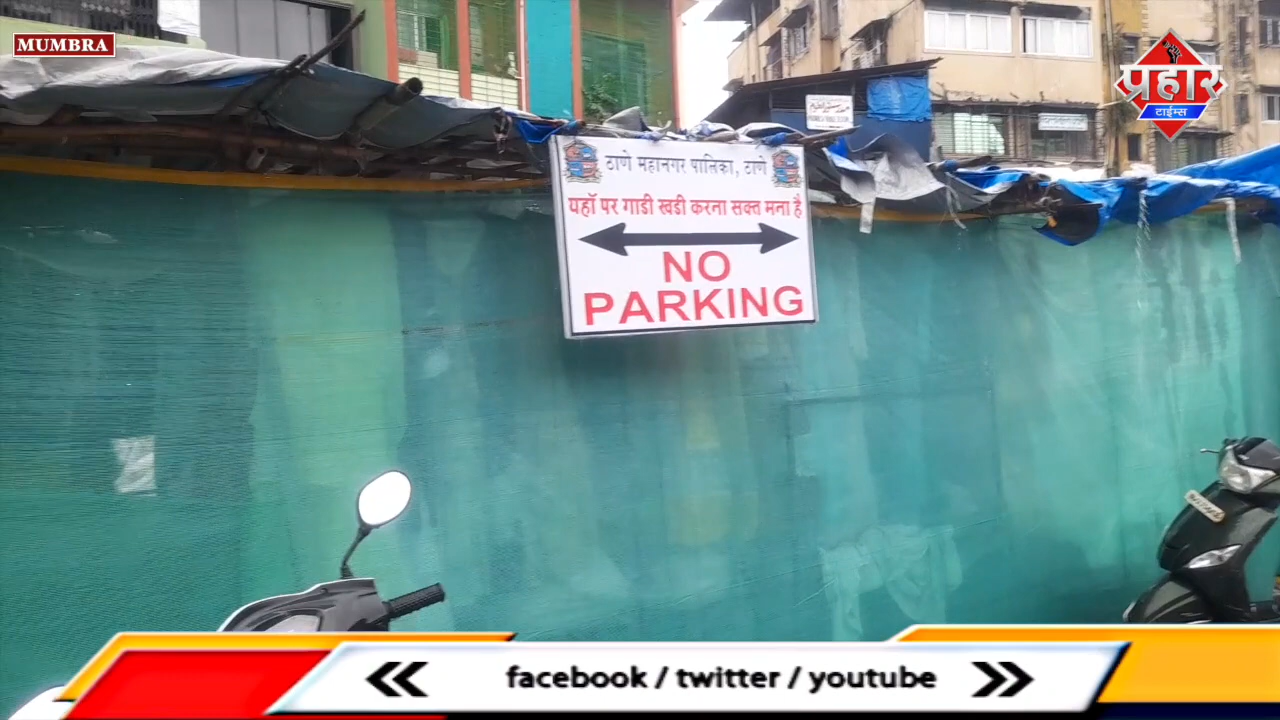 MUMBRA
प्रहार
टाईम्स
ठाणे महानगर पालिका, ठाणे
यहाँ पर गाडी खडी करना सक्त मना है
NO
PARKING
facebook / twitter / youtube